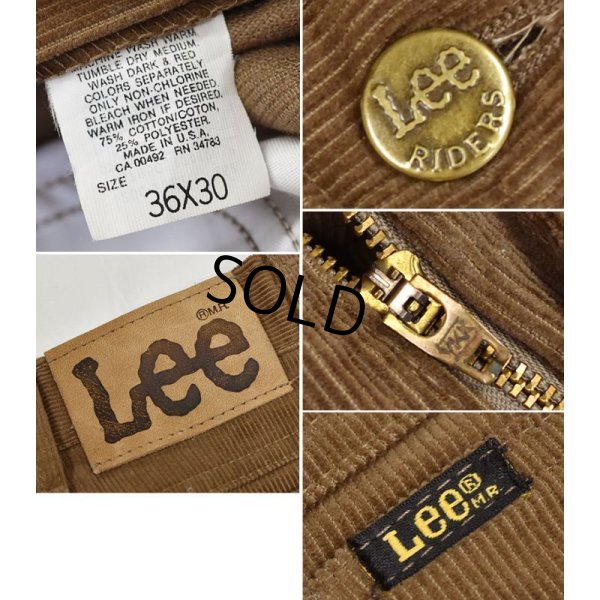 MACHINE WASH WARM
TUMBLE DRY MEDIUM.
WASH DARK & RED
COLORS SEPARATELY.
ONLY NON-CHLORINE
BLEACH WHEN NEEDED.
WARM IRON IF DESIRED.
75% COTTON/COTON,
25% POLYESTER.
MADE IN U.S.A.
CA 00492 RN 34783
SIZE
36X30
Lee
RIDERS
SOLD
® M.R.
Lee
YKK
Lee®
M.R.